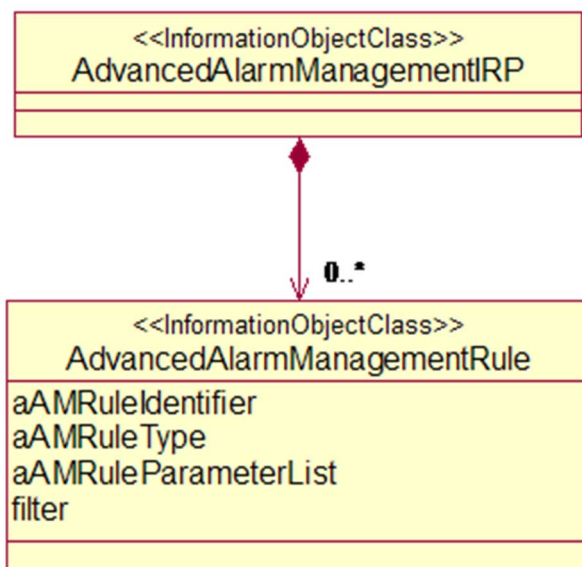 <<InformationObjectClass>>
AdvancedAlarmManagementIRP
0..*
<<InformationObjectClass>>
AdvancedAlarmManagementRule
aAMRuleIdentifier
aAMRuleType
aAMRuleParameterList
filter